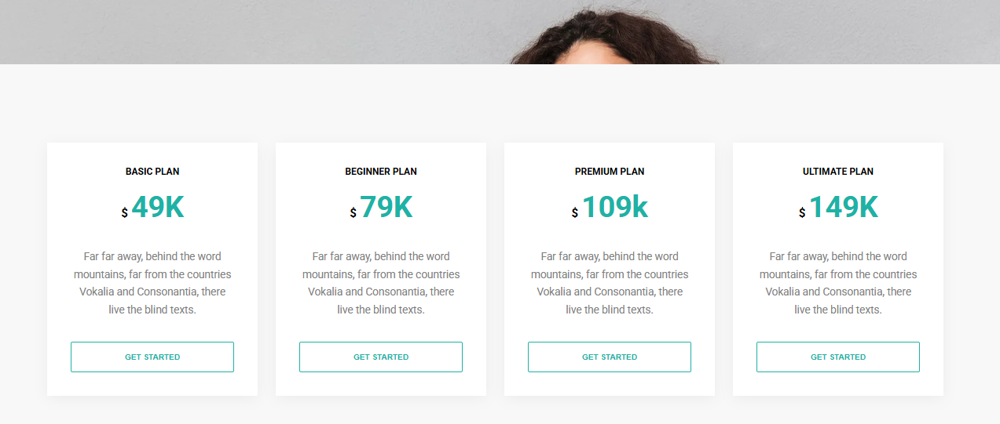 BASIC PLAN
$ 49K
Far far away, behind the word
mountains, far from the countries
Vokalia and Consonantia, there
live the blind texts.
GET STARTED
BEGINNER PLAN
$ 79K
Far far away, behind the word
mountains, far from the countries
Vokalia and Consonantia, there
live the blind texts.
GET STARTED
PREMIUM PLAN
$ 109k
Far far away, behind the word
mountains, far from the countries
Vokalia and Consonantia, there
live the blind texts.
GET STARTED
ULTIMATE PLAN
$ 149K
Far far away, behind the word
mountains, far from the countries
Vokalia and Consonantia, there
live the blind texts.
GET STARTED